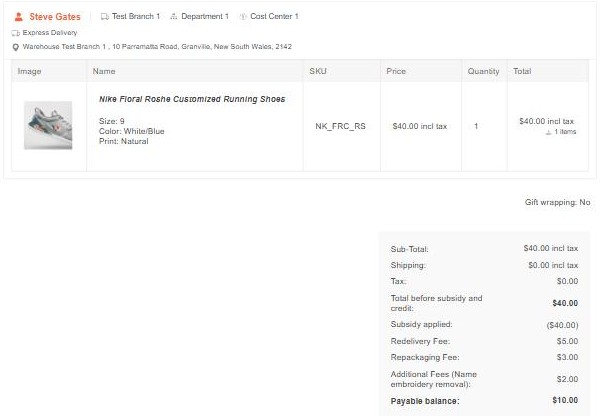 Steve Gates Test Branch 1 Department 1 Cost Center 1
Express Delivery
Warehouse Test Branch 1 , 10 Parramatta Road, Granville, New South Wales, 2142
Image Name SKU Price Quantity Total
Nike Floral Roshe Customized Running Shoes
Size: 9
Color: White/Blue
Print: Natural
NK_FRC_RS $40.00 incl tax 1 $40.00 incl tax
1 items
Gift wrapping: No
Sub-Total: $40.00 incl tax
Shipping: $0.00 incl tax
Tax: $0.00
Total before subsidy and
credit: $40.00
Subsidy applied: ($40.00)
Redelivery Fee: $5.00
Repackaging Fee: $3.00
Additional Fees (Name
embroidery removal): $2.00
Payable balance: $10.00